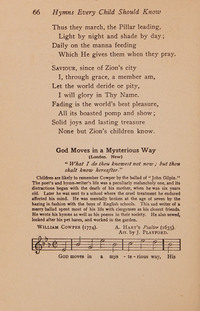 66 Hymns Every Child Should Know
Thus they march, the Pillar leading,
Light by night and shade by day;
Daily on the manna feeding
Which He gives them when they pray.
SAVIOUR, since of Zion's city
I, through grace, a member am,
Let the world deride or pity,
I will glory in Thy Name.
Fading is the world's best pleasure,
All its boasted pomp and show;
Solid joys and lasting treasure
None but Zion's children know.
God Moves in a Mysterious Way
(London New)
"What I do thou knowest not now; but thou
shalt know hereafter."
Children are likely to remember Cowper by the ballad of "John Gilpin."
The poet's and hymn-writer's life was a peculiarly melancholy one, and its
distractions began with the death of his mother, when he was six years
old. Later he was sent to a school where the cruel treatment he endured
affected his mind. He was mentally broken at the age of seven by the
hazing in fashion with the boys of English schools. This sad writer of a
merry ballad spent most of his life with clergymen as his closest friends.
He wrote his hymns as well as his poems in their society. He also sewed,
looked after his pet hares, and worked in the garden.
WILLIAM COWPER (1774). A. HART'S Psalter (1635).
Arr. by J. PLAYFORD.
God moves in a mys - te - rious way, His